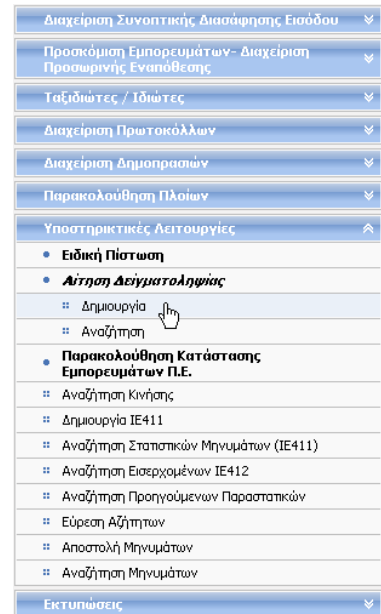 Διαχείριση Συνοπτικής Διασάφησης Εισόδου
Προσκόμιση Εμπορευμάτων- Διαχείριση
Προσωρινής Εναπόθεσης
Ταξιδιώτες / Ιδιώτες
Διαχείριση Πρωτοκόλλων
Διαχείριση Δημοπρασιών
Παρακολούθηση Πλοίων
Υποστηρικτικές Λειτουργίες
Ειδική Πίστωση
Αίτηση Δείγματοληψίας
Δημιουργία
Αναζήτηση
Παρακολούθηση Κατάστασης
Εμπορευμάτων Π.Ε.
Αναζήτηση Κινήσης
Δημιουργία ΙΕ411
Αναζήτηση Στατιστικών Μηνυμάτων (ΙΕ411)
Αναζήτηση Εισερχομένων ΙΕ412
Αναζήτηση Προηγούμενων Παραστατικών
Εύρεση Αζήτητων
Αποστολή Μηνυμάτων
Αναζήτηση Μηνυμάτων
Εκτυπώσεις